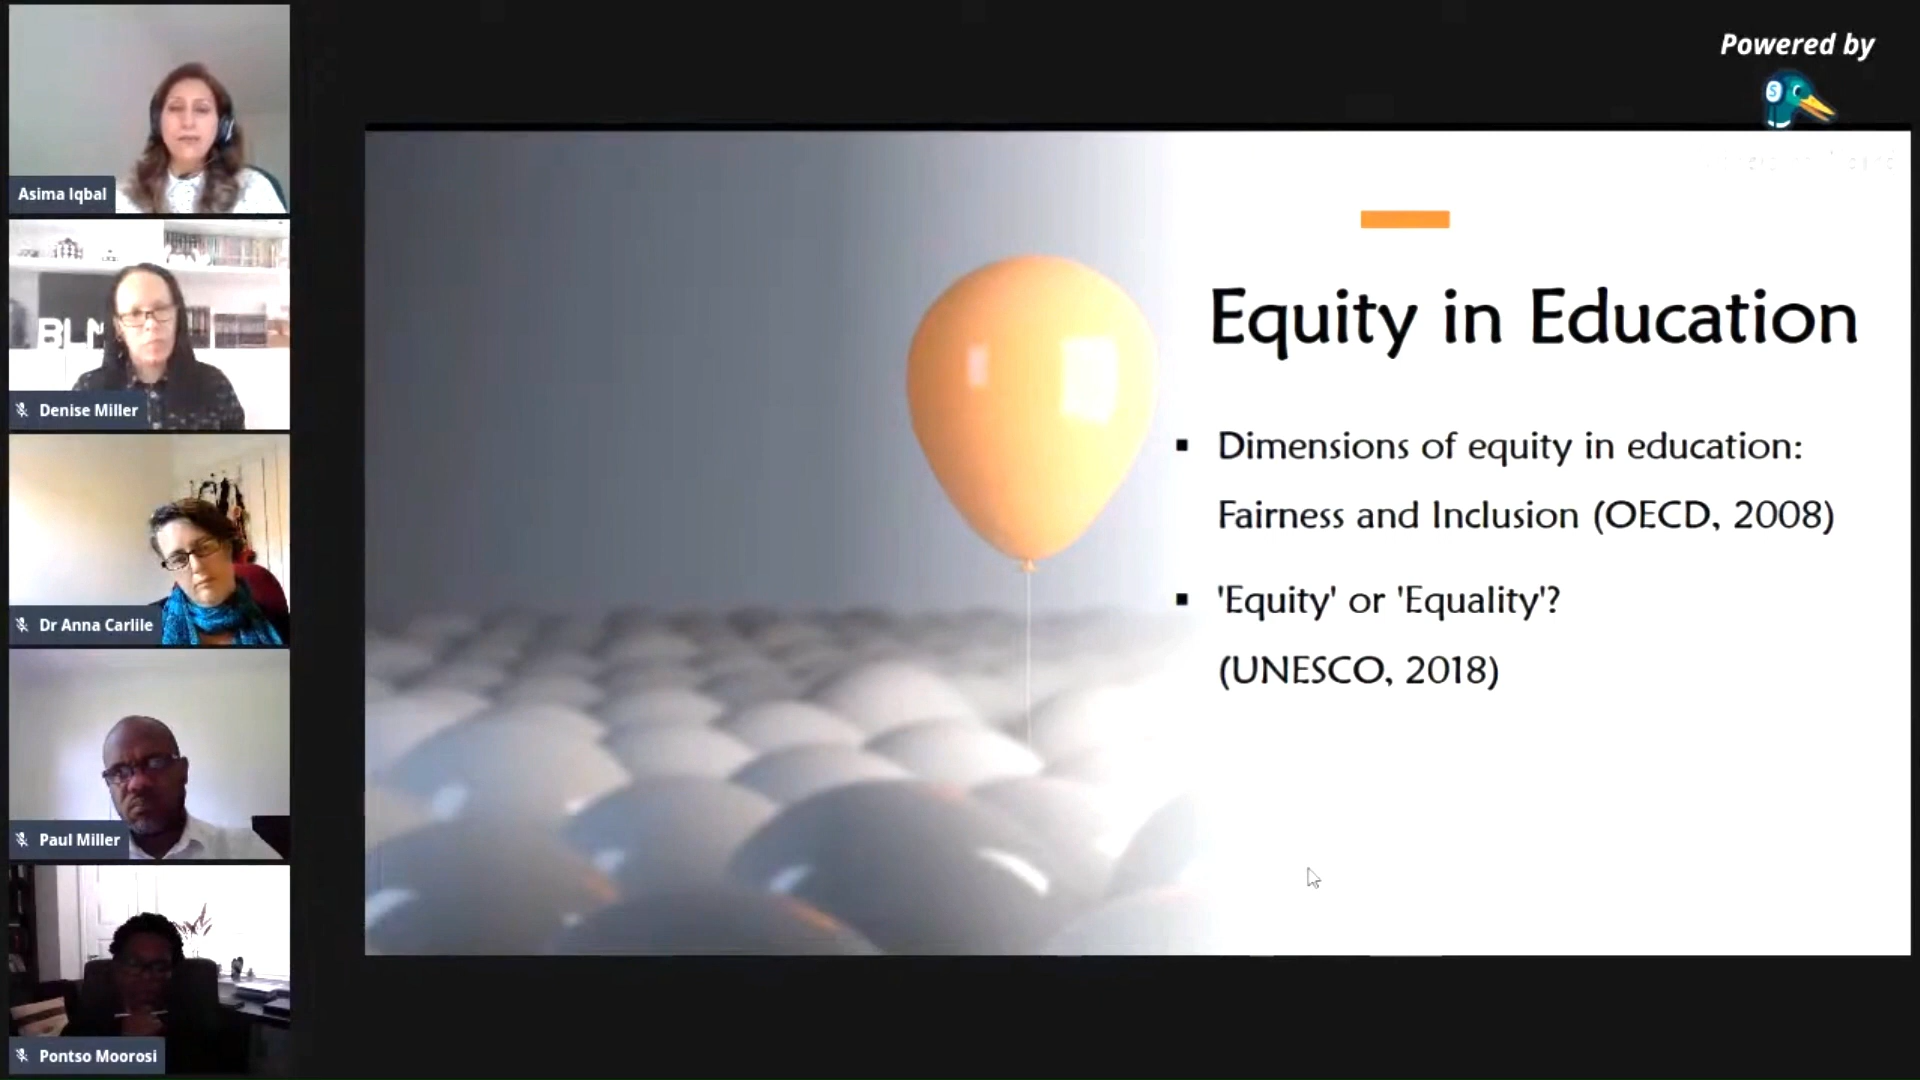 Powered by
Asima Iqbal
Equity in Education
Dimensions of equity in education:
Fairness and Inclusion (OECD, 2008)
'Equity' or 'Equality'?
(UNESCO, 2018)
BLM
Denise Miller
Dr Anna Carlile
Paul Miller
Pontso Moorosi